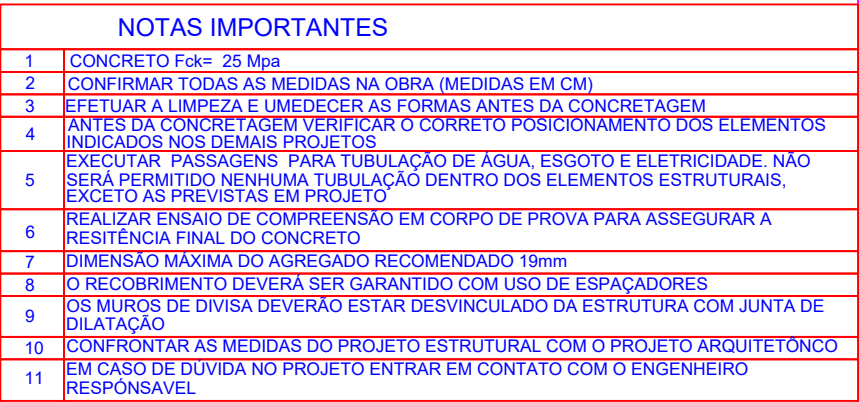 NOTAS IMPORTANTES
1 CONCRETO Fck= 25 Mpa
2 CONFIRMAR TODAS AS MEDIDAS NA OBRA (MEDIDAS EM CM)
3 EFETUAR A LIMPEZA E UMEDECER AS FORMAS ANTES DA CONCRETAGEM
4 ANTES DA CONCRETAGEM VERIFICAR O CORRETO POSICIONAMENTO DOS ELEMENTOS
INDICADOS NOS DEMAIS PROJETOS
5 EXECUTAR PASSAGENS PARA TUBULAÇÃO DE ÁGUA, ESGOTO E ELETRICIDADE. NÃO
SERÁ PERMITIDO NENHUMA TUBULAÇÃO DENTRO DOS ELEMENTOS ESTRUTURAIS,
EXCETO AS PREVISTAS EM PROJETO
6 REALIZAR ENSAIO DE COMPREENSÃO EM CORPO DE PROVA PARA ASSEGURAR A
RESITÊNCIA FINAL DO CONCRETO
7 DIMENSÃO MÁXIMA DO AGREGADO RECOMENDADO 19mm
8 O RECOBRIMENTO DEVERÁ SER GARANTIDO COM USO DE ESPAÇADORES
9 OS MUROS DE DIVISA DEVERÃO ESTAR DESVINCULADO DA ESTRUTURA COM JUNTA DE
DILATAÇÃO
10 CONFRONTAR AS MEDIDAS DO PROJETO ESTRUTURAL COM O PROJETO ARQUITETÔNCO
11 EM CASO DE DÚVIDA NO PROJETO ENTRAR EM CONTATO COM O ENGENHEIRO
RESPÓNSAVEL